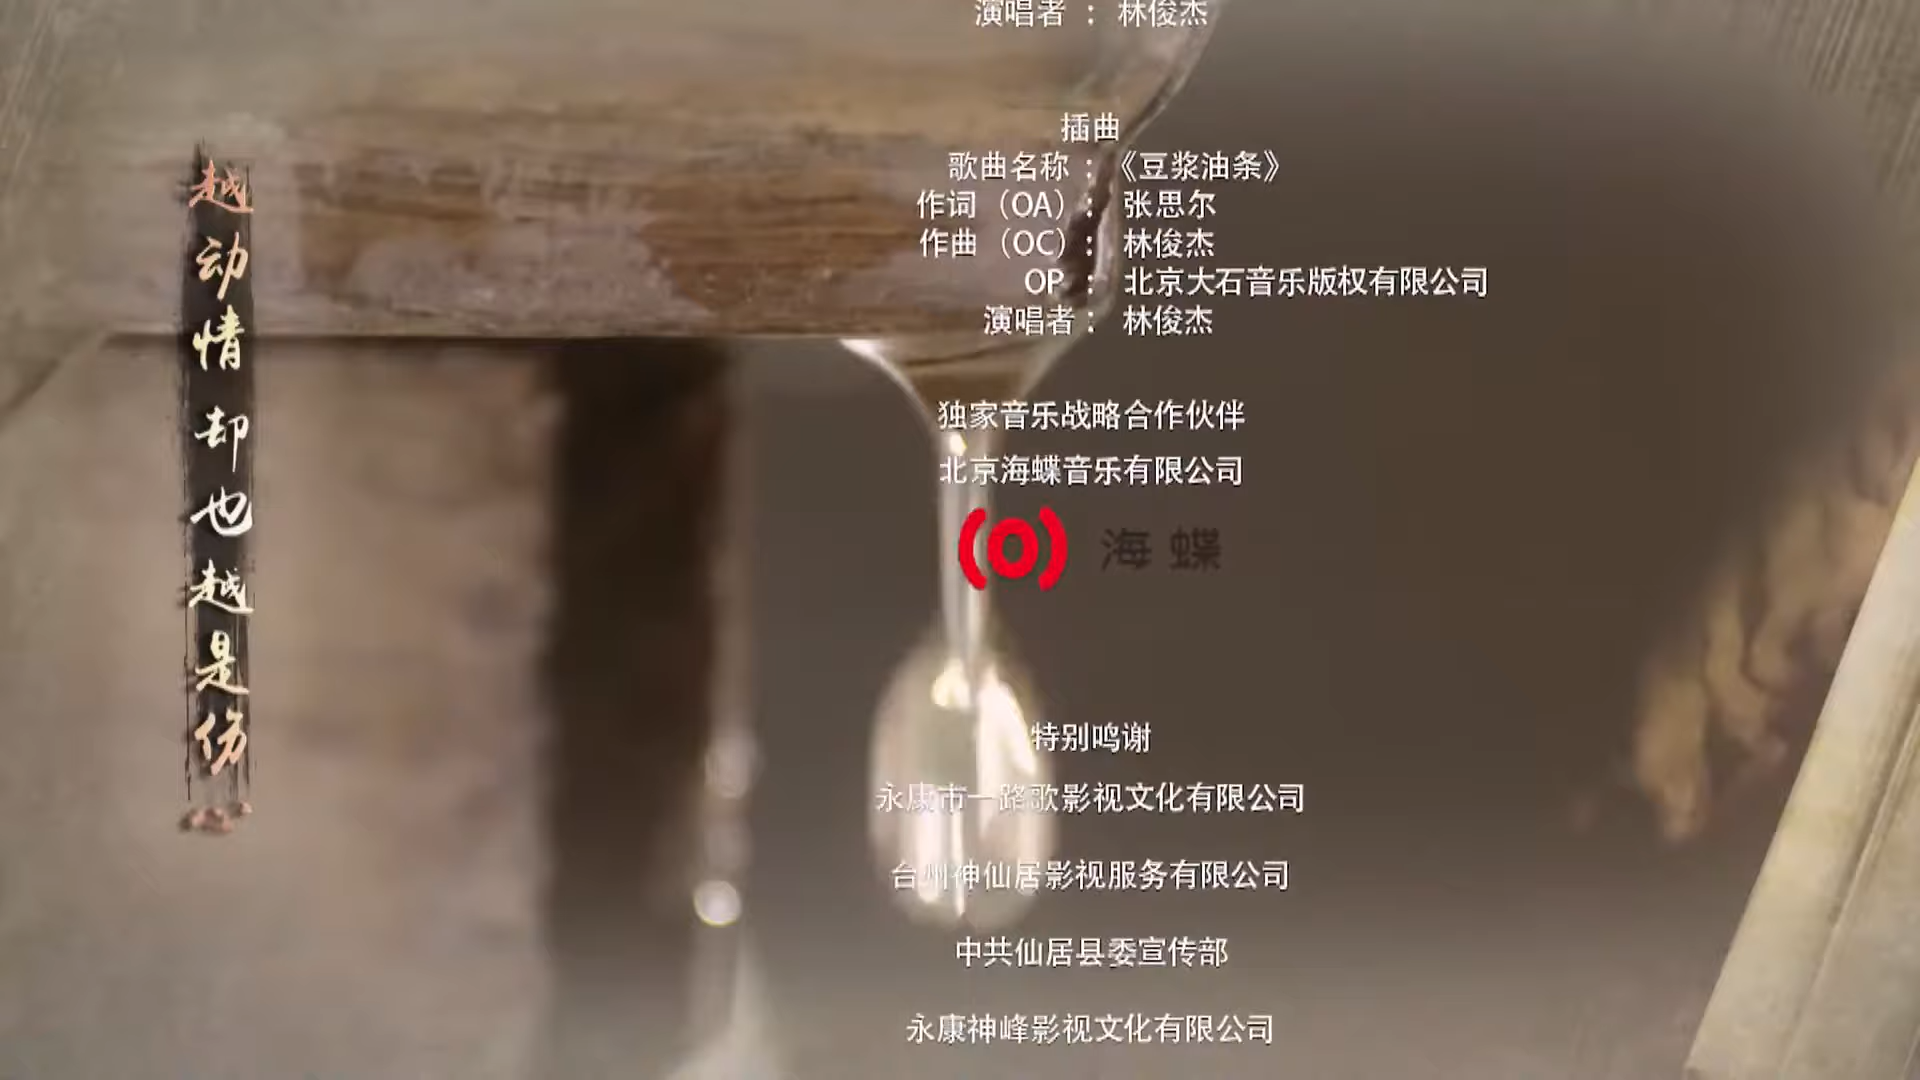 演唱者 : 林俊杰
插曲
歌曲名称 : 《豆浆油条》
作词 (OA) : 张思尔
作曲 (OC) : 林俊杰
OP : 北京大石音乐版权有限公司
演唱者 : 林俊杰
独家音乐战略合作伙伴
北京海蝶音乐有限公司
海蝶
特别鸣谢
永康市一路歌影视文化有限公司
台州神仙居影视服务有限公司
中共仙居县委宣传部
永康神峰影视文化有限公司
越动情却也越是伤